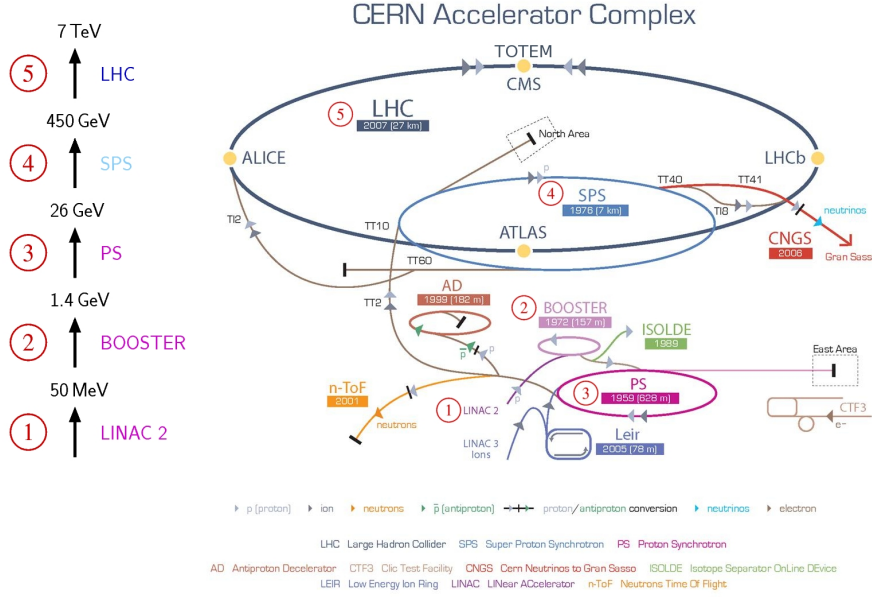 CERN Accelerator Complex
7 TeV
5
LHC
450 GeV
4
SPS
26 GeV
3
PS
1.4 GeV
2
BOOSTER
50 MeV
1
LINAC 2
TOTEM
CMS
5
LHC
2007 (27 km)
North Area
ALICE
LHCb
p
4
SPS
1976 (7 km)
TT40
TT41
TI8
TI2
TT10
ATLAS
TT60
neutrinos
CNGS
2006
Gran Sass
AD
1999 (182 m)
TT2
2
BOOSTER
1972 (157 m)
ISOLDE
1989
p̅
p
East Area
n-ToF
2001
neutrons
1
LINAC 2
p
3
PS
1959 (628 m)
CTF3
e-
LINAC 3
Ions
Leir
2005 (78 m)
p (proton) ion neutrons p̅ (antiproton) proton/antiproton conversion neutrinos electron
LHC Large Hadron Collider SPS Super Proton Synchrotron PS Proton Synchrotron
AD Antiproton Decelerator CTF3 Clic Test Facility CNGS Cern Neutrinos to Gran Sasso ISOLDE Isotope Separator OnLine DEvice
LEIR Low Energy Ion Ring LINAC LINear ACcelerator n-ToF Neutrons Time Of Flight